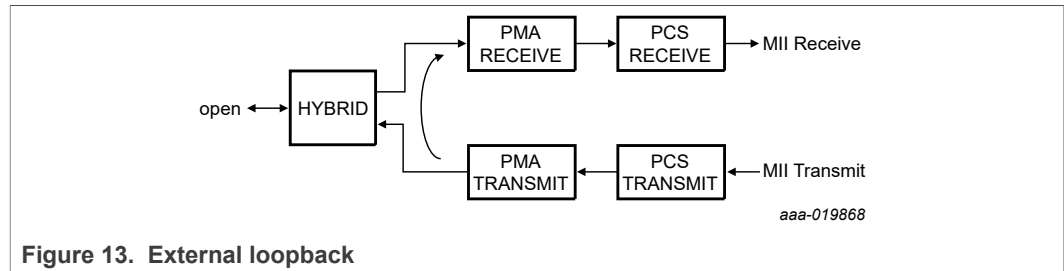 PMA
RECEIVE
PCS
RECEIVE
MII Receive
open
HYBRID
PMA
TRANSMIT
PCS
TRANSMIT
MII Transmit
aaa-019868
Figure 13. External loopback